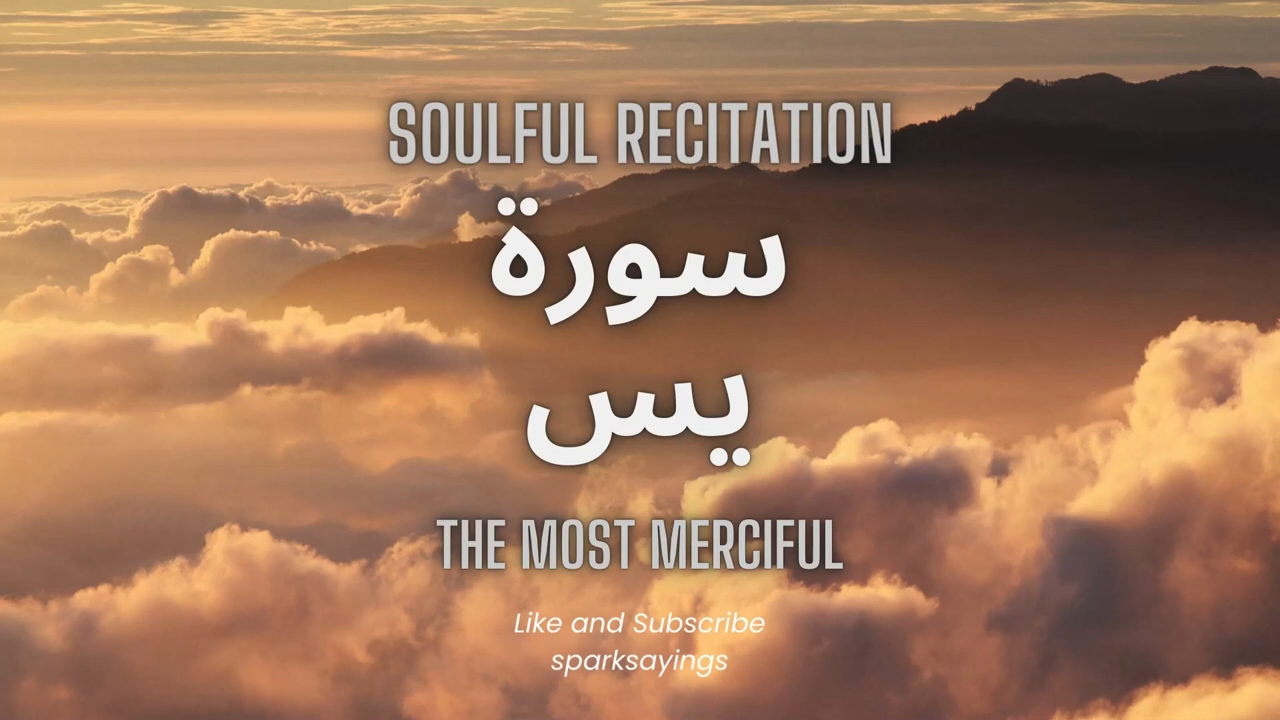 SOULFUL RECITATION
سورة
يس
THE MOST MERCIFUL
Like and Subscribe
sparksayings